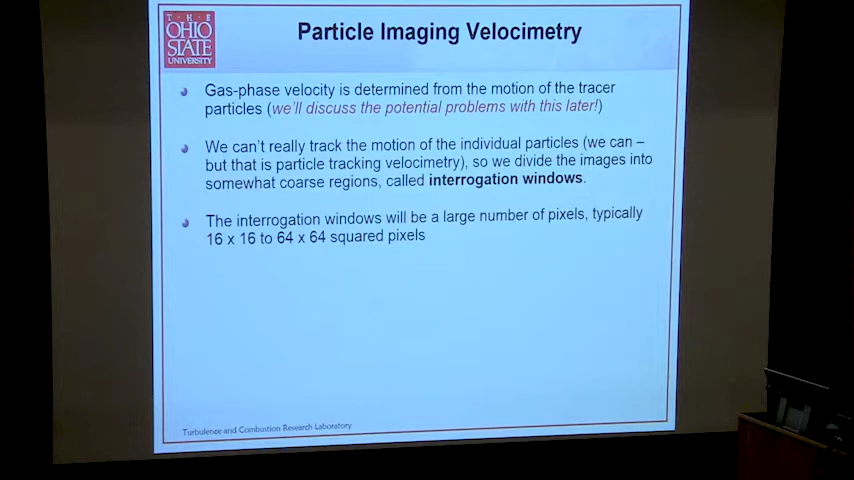 THE
OHIO
STATE
UNIVERSITY
Particle Imaging Velocimetry
Gas-phase velocity is determined from the motion of the tracer
particles (we'll discuss the potential problems with this later!)
We can't really track the motion of the individual particles (we can –
but that is particle tracking velocimetry), so we divide the images into
somewhat coarse regions, called interrogation windows.
The interrogation windows will be a large number of pixels, typically
16 x 16 to 64 x 64 squared pixels
Turbulence and Combustion Research Laboratory